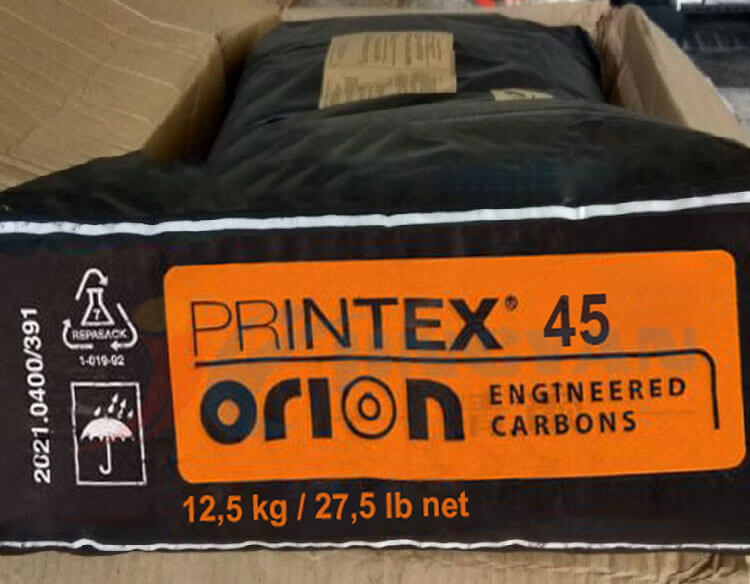 PRINTEX® 45
orion ENGINEERED
CARBONS
12,5 kg / 27,5 lb net
2021.0400/391
?
REPASACK
1-019-92